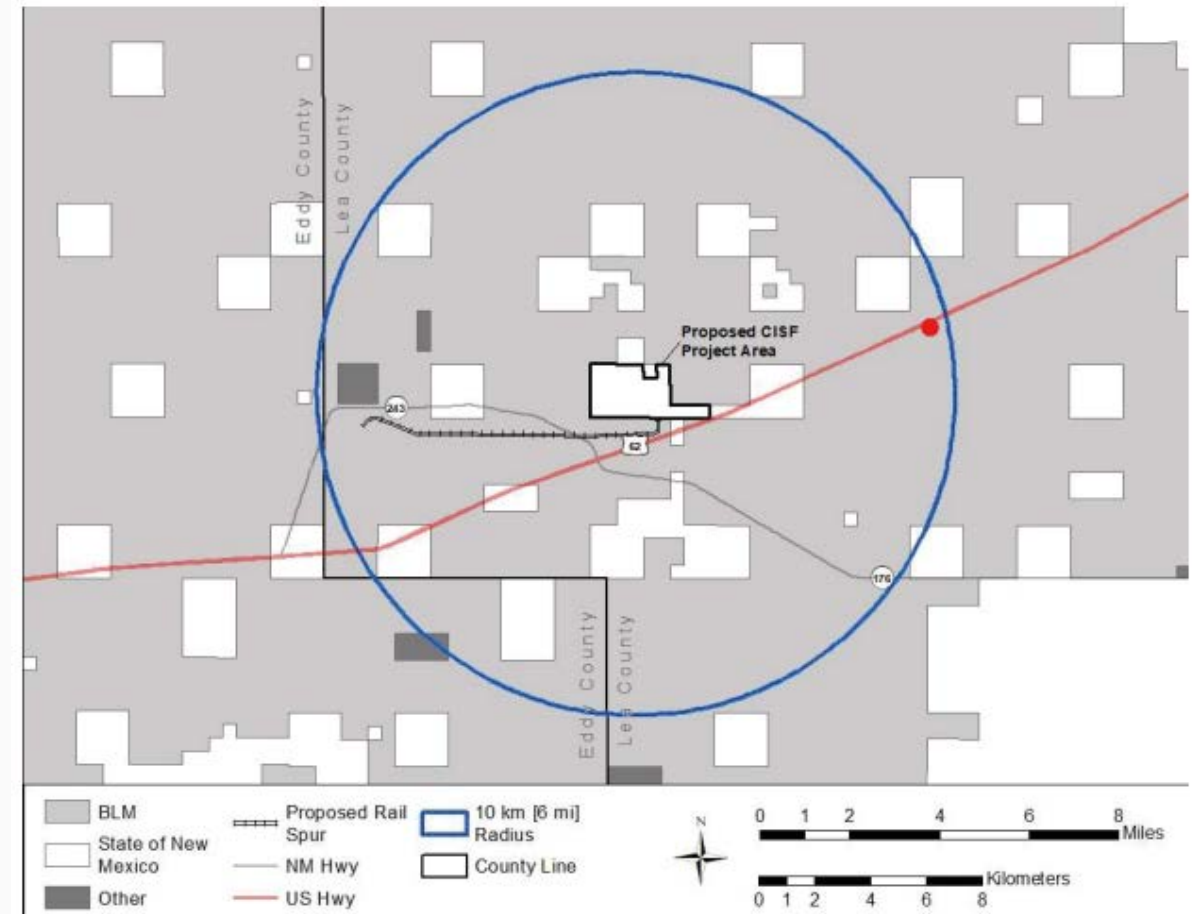 Eddy County
Lea County
Proposed CISF
Project Area
243
62
176
Eddy County
Lea County
BLM
State of New
Mexico
Other
Proposed Rail
Spur
NM Hwy
US Hwy
10 km [6 mi]
Radius
County Line
N
0 1 2 4 6 8
Miles
Kilometers
0 1 2 4 6 8